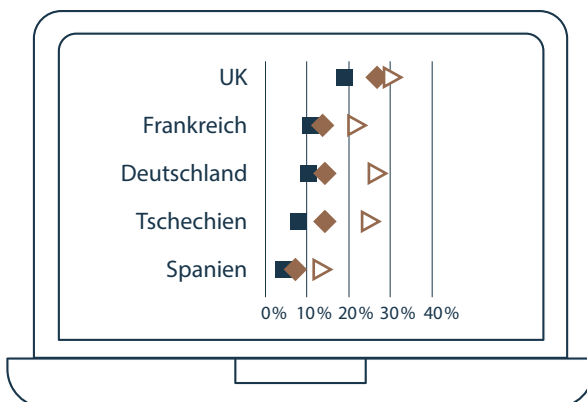 UK
Frankreich
Deutschland
Tschechien
Spanien
0% 10% 20% 30% 40%